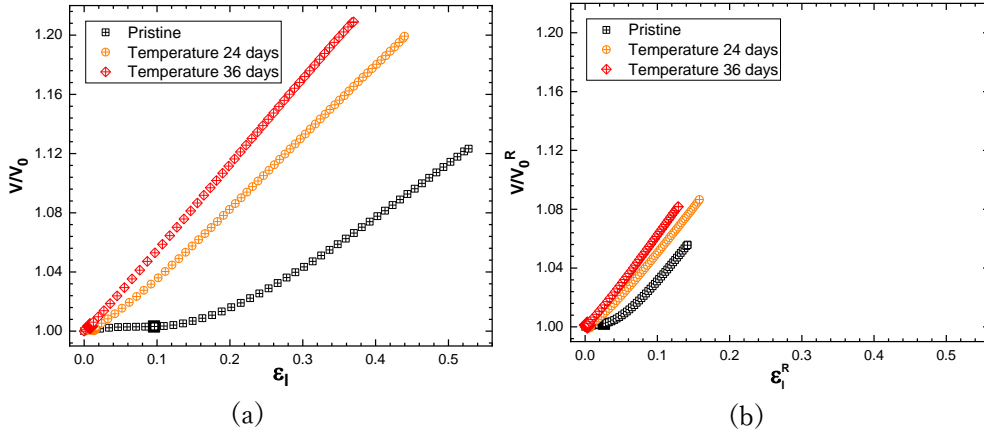 Pristine
Temperature 24 days
Temperature 36 days
1.20
1.16
1.12
1.08
1.04
1.00
V/V0
0.0 0.1 0.2 0.3 0.4 0.5
εl
(a)
Pristine
Temperature 24 days
Temperature 36 days
1.20
1.16
1.12
1.08
1.04
1.00
V/V0^R
0.0 0.1 0.2 0.3 0.4 0.5
εl^R
(b)